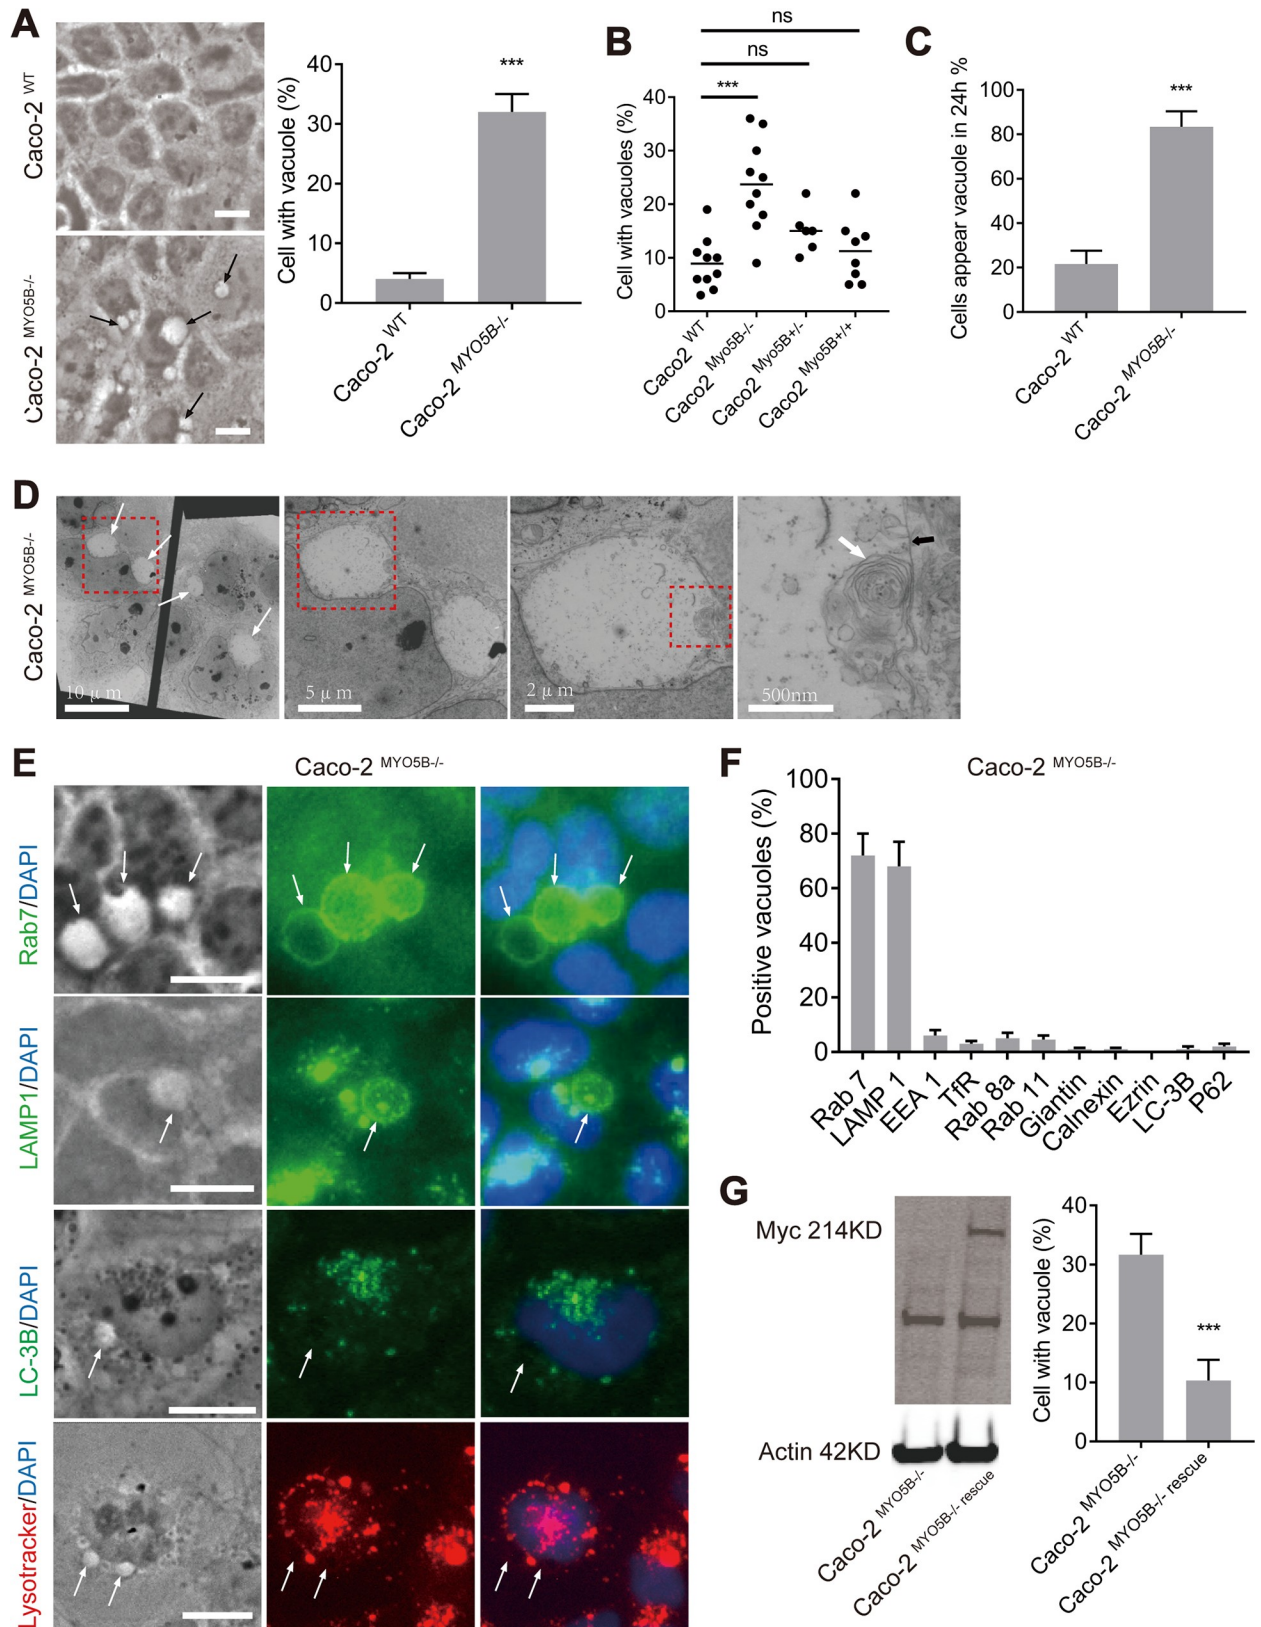 A
Caco-2 WT
Caco-2 MYO5B-/-
Cell with vacuole (%)
40
30
20
10
0
***
Caco-2 WT
Caco-2 MYO5B-/-
B
ns
ns
***
Cell with vacuoles (%)
40
30
20
10
0
Caco2 WT
Caco2 Myo5B-/-
Caco2 Myo5B+/-
Caco2 Myo5B+/+
C
Cells appear vacuole in 24h %
100
80
60
40
20
0
***
Caco-2 WT
Caco-2 MYO5B-/-
D
Caco-2 MYO5B-/-
10 μm
5 μm
2 μm
500nm
E
Caco-2 MYO5B-/-
Rab7/DAPI
LAMP1/DAPI
LC-3B/DAPI
Lysotracker/DAPI
F
Caco-2 MYO5B-/-
Positive vacuoles (%)
100
80
60
40
20
0
Rab 7
LAMP 1
EEA 1
TfR
Rab 8a
Rab 11
Giantin
Calnexin
Ezrin
LC-3B
P62
G
Myc 214KD
Actin 42KD
Caco-2 MYO5B-/-
Caco-2 MYO5B-/- rescue
Cell with vacuole (%)
40
30
20
10
0
***
Caco-2 MYO5B-/-
Caco-2 MYO5B-/- rescue